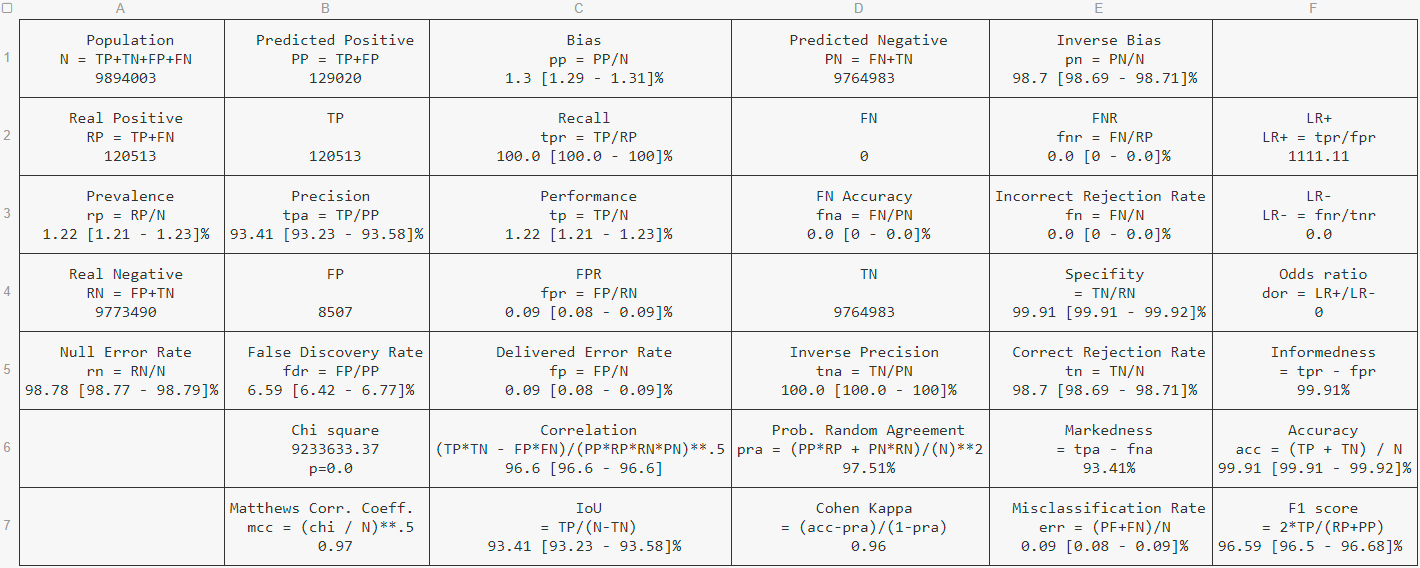 A B C D E F
1
Population
N = TP+TN+FP+FN
9894003
Predicted Positive
PP = TP+FP
129020
Bias
pp = PP/N
1.3 [1.29 - 1.31]%
Predicted Negative
PN = FN+TN
9764983
Inverse Bias
pn = PN/N
98.7 [98.69 - 98.71]%
2
Real Positive
RP = TP+FN
120513
TP
120513
Recall
tpr = TP/RP
100.0 [100.0 - 100]%
FN
0
FNR
fnr = FN/RP
0.0 [0 - 0.0]%
LR+
LR+ = tpr/fpr
1111.11
3
Prevalence
rp = RP/N
1.22 [1.21 - 1.23]%
Precision
tpa = TP/PP
93.41 [93.23 - 93.58]%
Performance
tp = TP/N
1.22 [1.21 - 1.23]%
FN Accuracy
fna = FN/PN
0.0 [0 - 0.0]%
Incorrect Rejection Rate
fn = FN/N
0.0 [0 - 0.0]%
LR-
LR- = fnr/tnr
0.0
4
Real Negative
RN = FP+TN
9773490
FP
8507
FPR
fpr = FP/RN
0.09 [0.08 - 0.09]%
TN
9764983
Specifity
= TN/RN
99.91 [99.91 - 99.92]%
Odds ratio
dor = LR+/LR-
0
5
Null Error Rate
rn = RN/N
98.78 [98.77 - 98.79]%
False Discovery Rate
fdr = FP/PP
6.59 [6.42 - 6.77]%
Delivered Error Rate
fp = FP/N
0.09 [0.08 - 0.09]%
Inverse Precision
tna = TN/PN
100.0 [100.0 - 100]%
Correct Rejection Rate
tn = TN/N
98.7 [98.69 - 98.71]%
Informedness
= tpr - fpr
99.91%
6
Chi square
9233633.37
p=0.0
Correlation
(TP*TN - FP*FN)/(PP*RP*RN*PN)**.5
96.6 [96.6 - 96.6]
Prob. Random Agreement
pra = (PP*RP + PN*RN)/(N)**2
97.51%
Markedness
= tpa - fna
93.41%
Accuracy
acc = (TP + TN) / N
99.91 [99.91 - 99.92]%
7
Matthews Corr. Coeff.
mcc = (chi / N)**.5
0.97
IoU
= TP/(N-TN)
93.41 [93.23 - 93.58]%
Cohen Kappa
= (acc-pra)/(1-pra)
0.96
Misclassification Rate
err = (PF+FN)/N
0.09 [0.08 - 0.09]%
F1 score
= 2*TP/(RP+PP)
96.59 [96.5 - 96.68]%